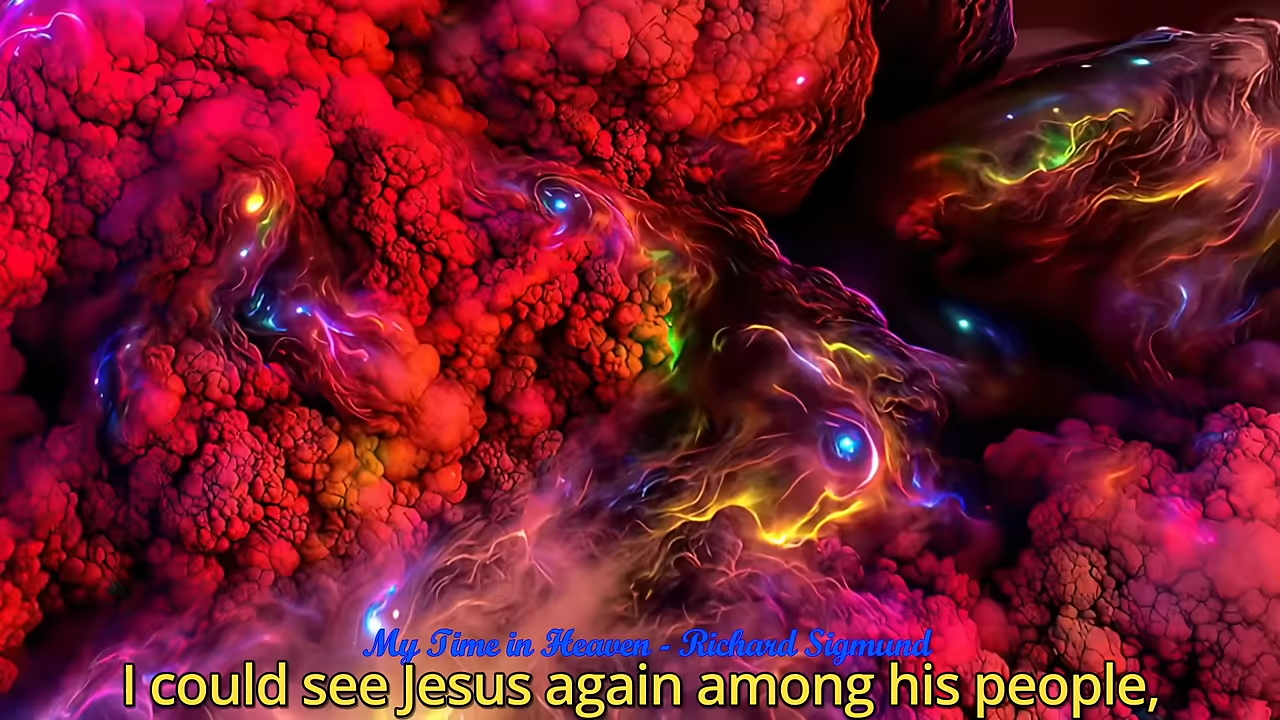 My Time in Heaven - Richard Sigmund
I could see Jesus again among his people,